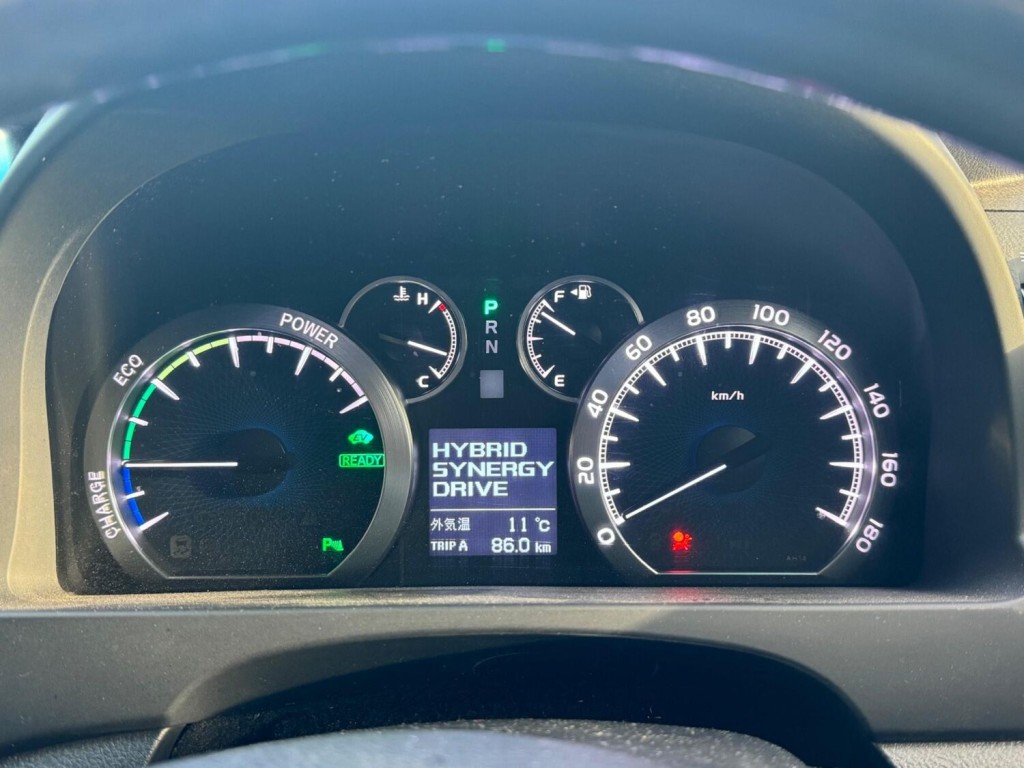 POWER
ECO
CHARGE
EV
READY
P
H
C
P
R
N
F
E
HYBRID
SYNERGY
DRIVE
外気温 11 ℃
TRIP A 86.0 km
0
20
40
60
80
100
120
140
160
180
km/h